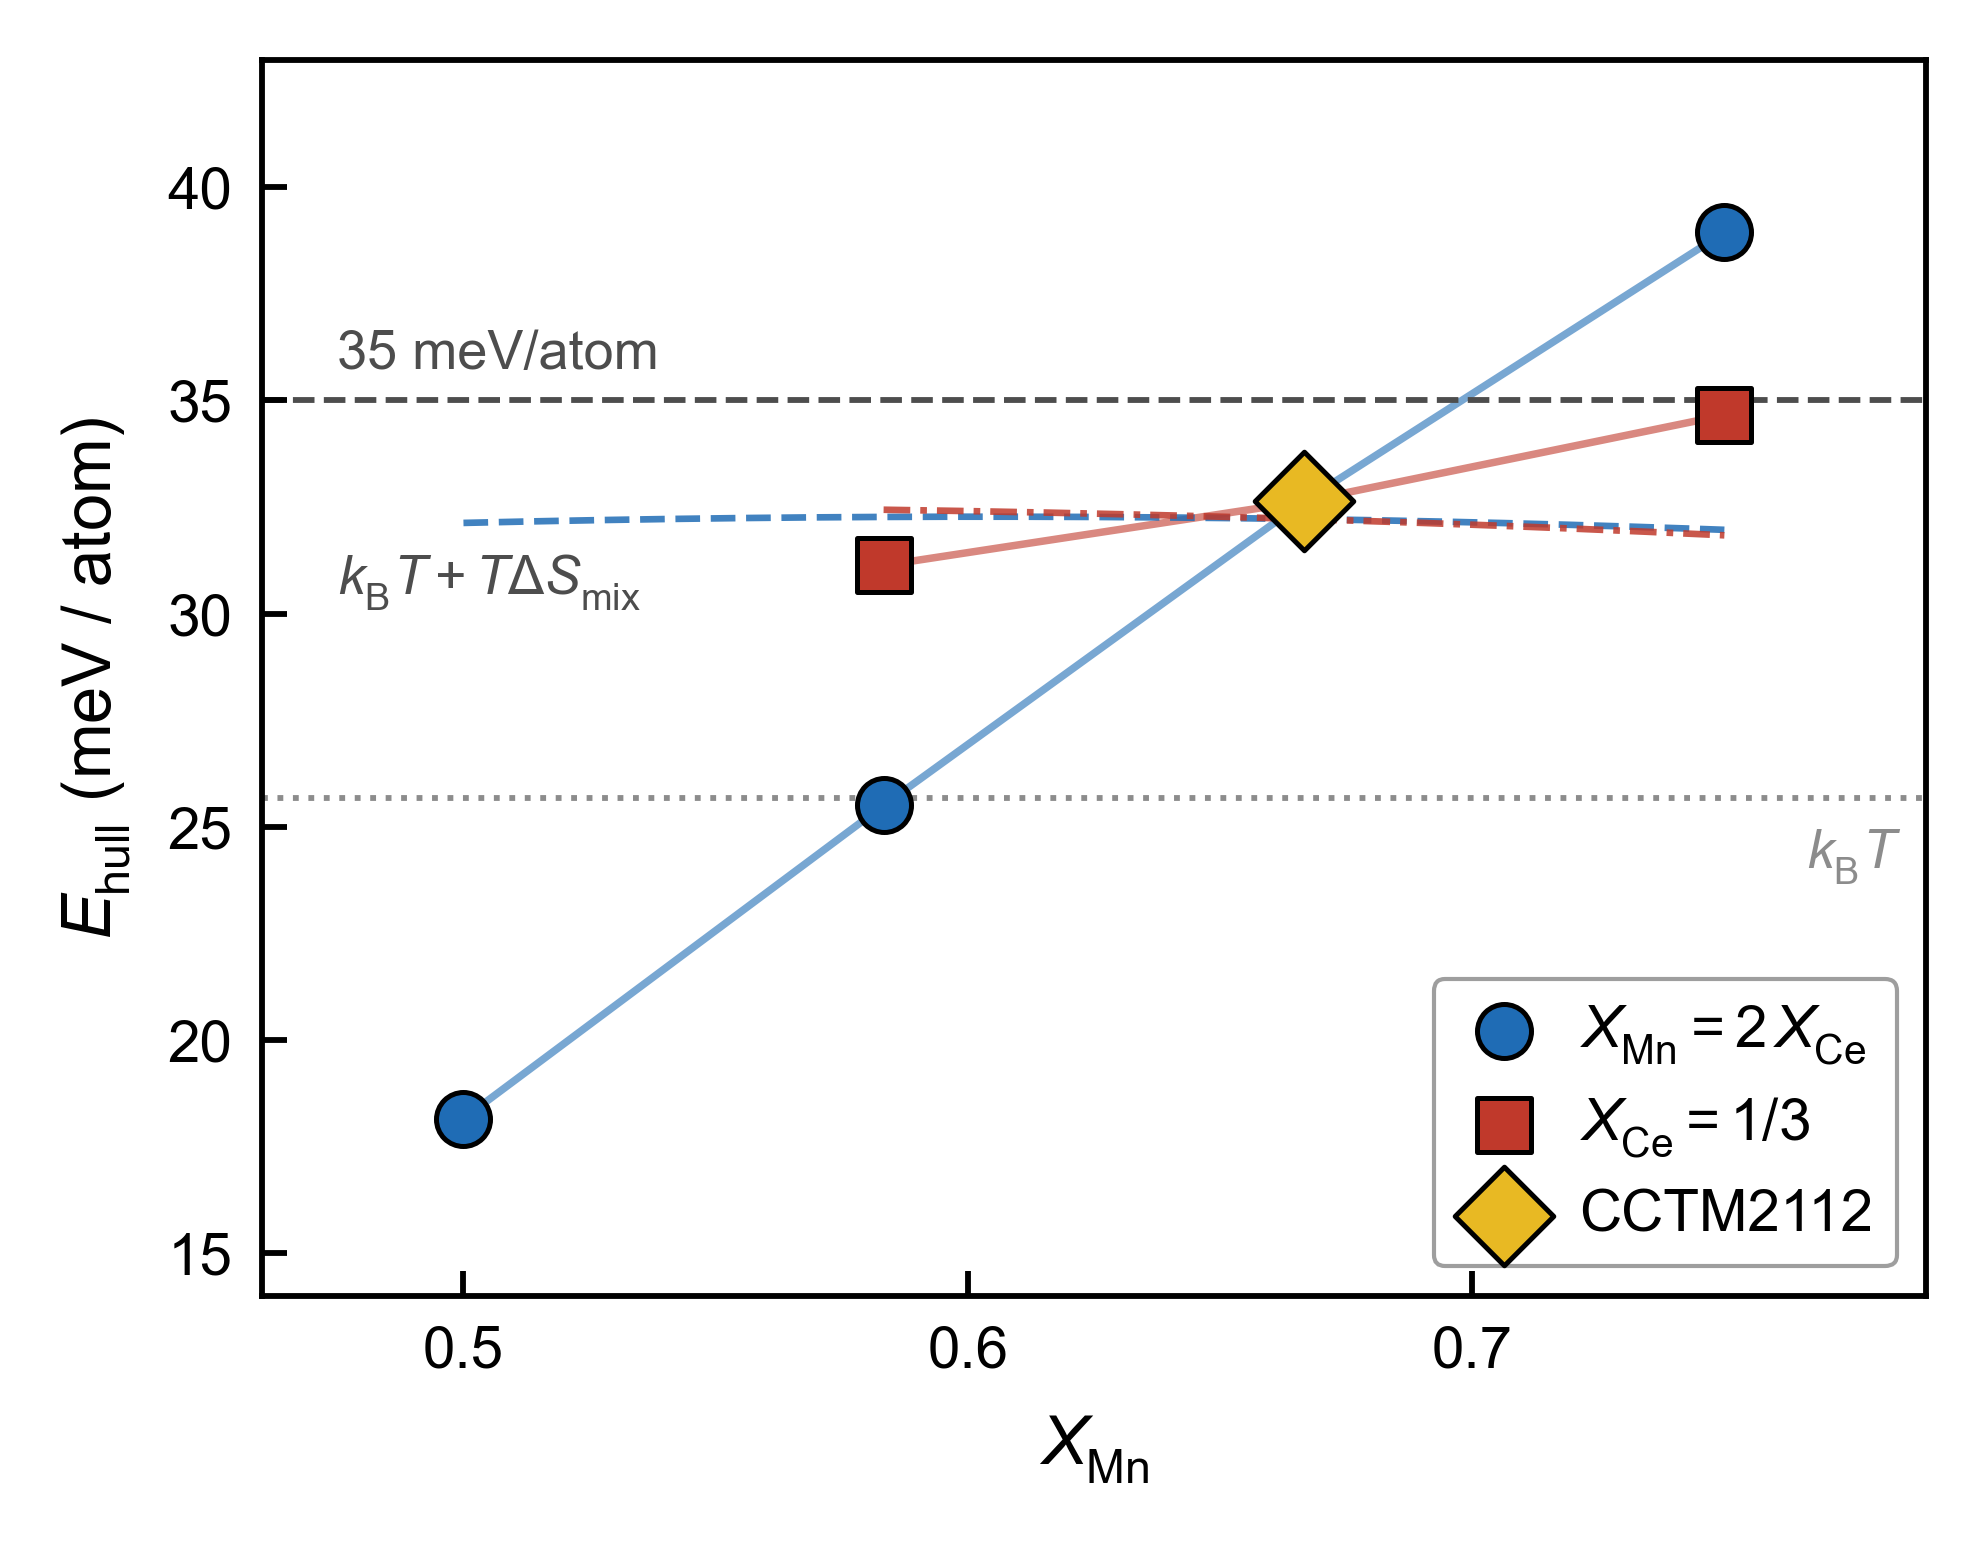 40
35
30
25
20
15
E_hull (meV / atom)
35 meV/atom
k_B T + TΔS_mix
k_B T
X_Mn = 2 X_Ce
X_Ce = 1/3
CCTM2112
0.5 0.6 0.7
X_Mn